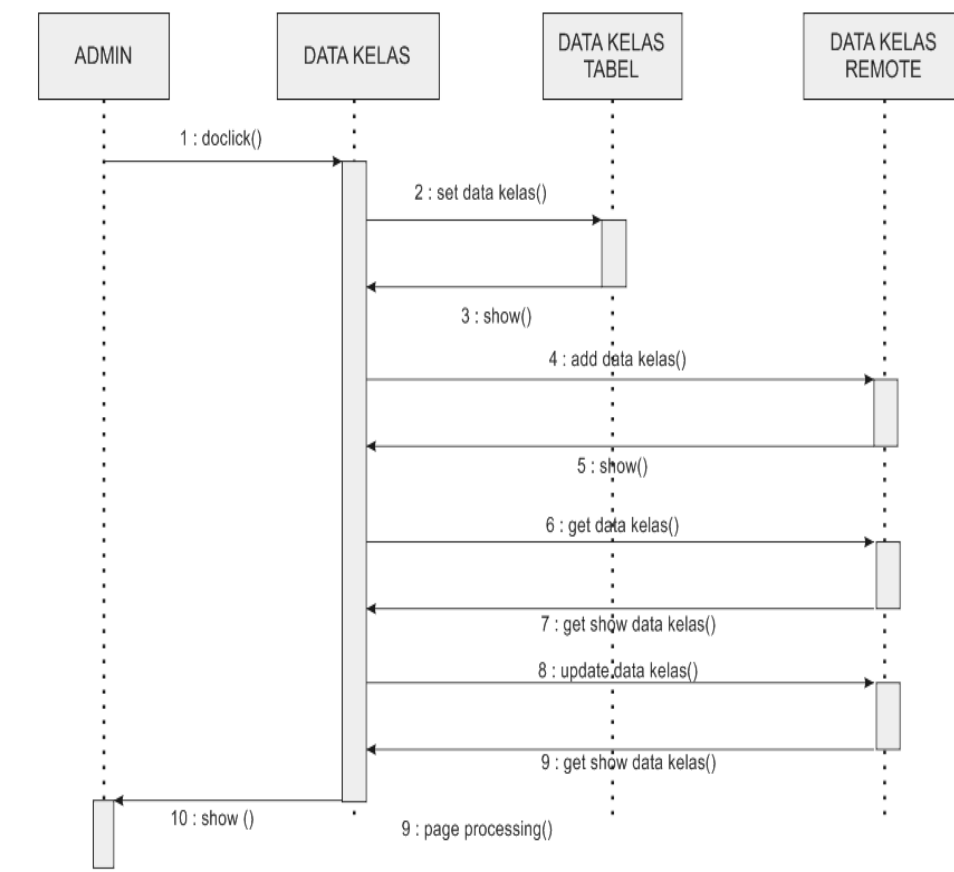 ADMIN
DATA KELAS
DATA KELAS
TABEL
DATA KELAS
REMOTE
1 : doclick()
2 : set data kelas()
3 : show()
4 : add data kelas()
5 : show()
6 : get data kelas()
7 : get show data kelas()
8 : update data kelas()
9 : get show data kelas()
10 : show ()
9 : page processing()